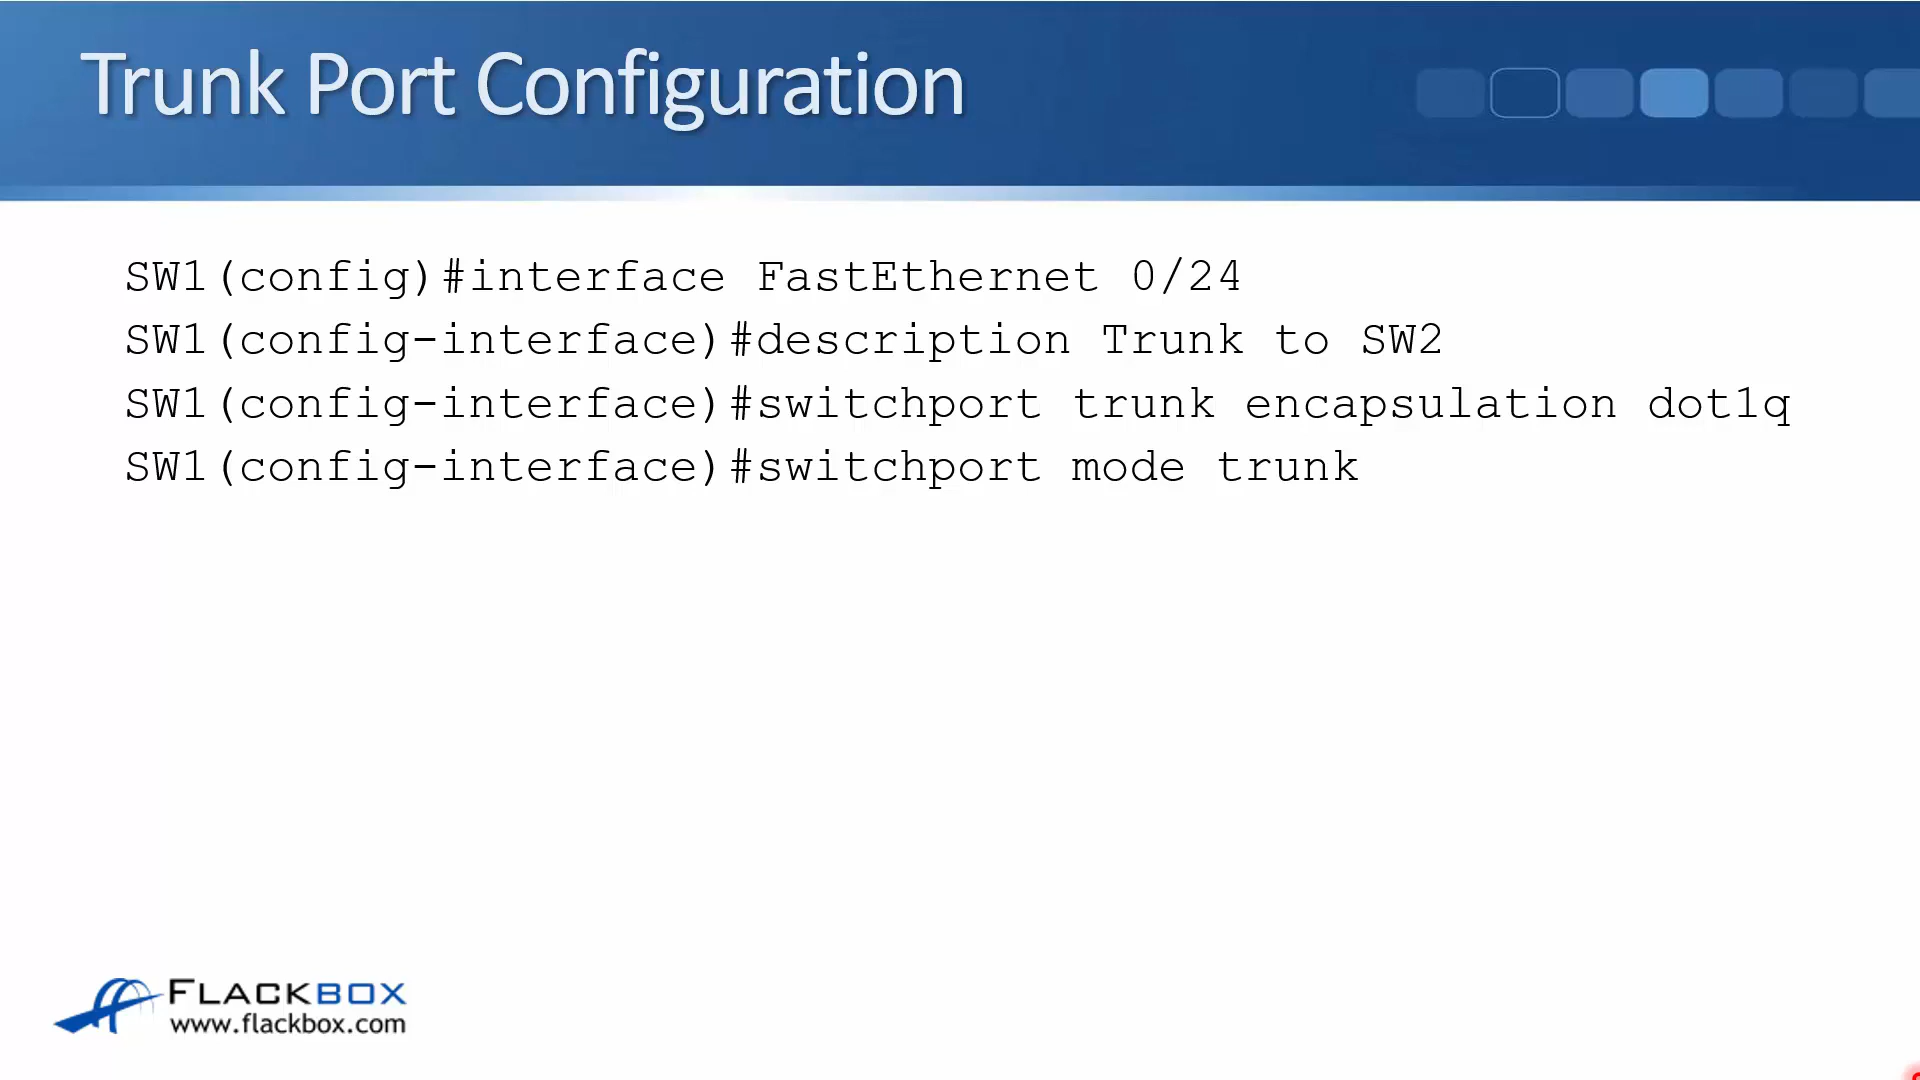 Trunk Port Configuration
SW1(config)#interface FastEthernet 0/24
SW1(config-interface)#description Trunk to SW2
SW1(config-interface)#switchport trunk encapsulation dot1q
SW1(config-interface)#switchport mode trunk
FLACKBOX
www.flackbox.com